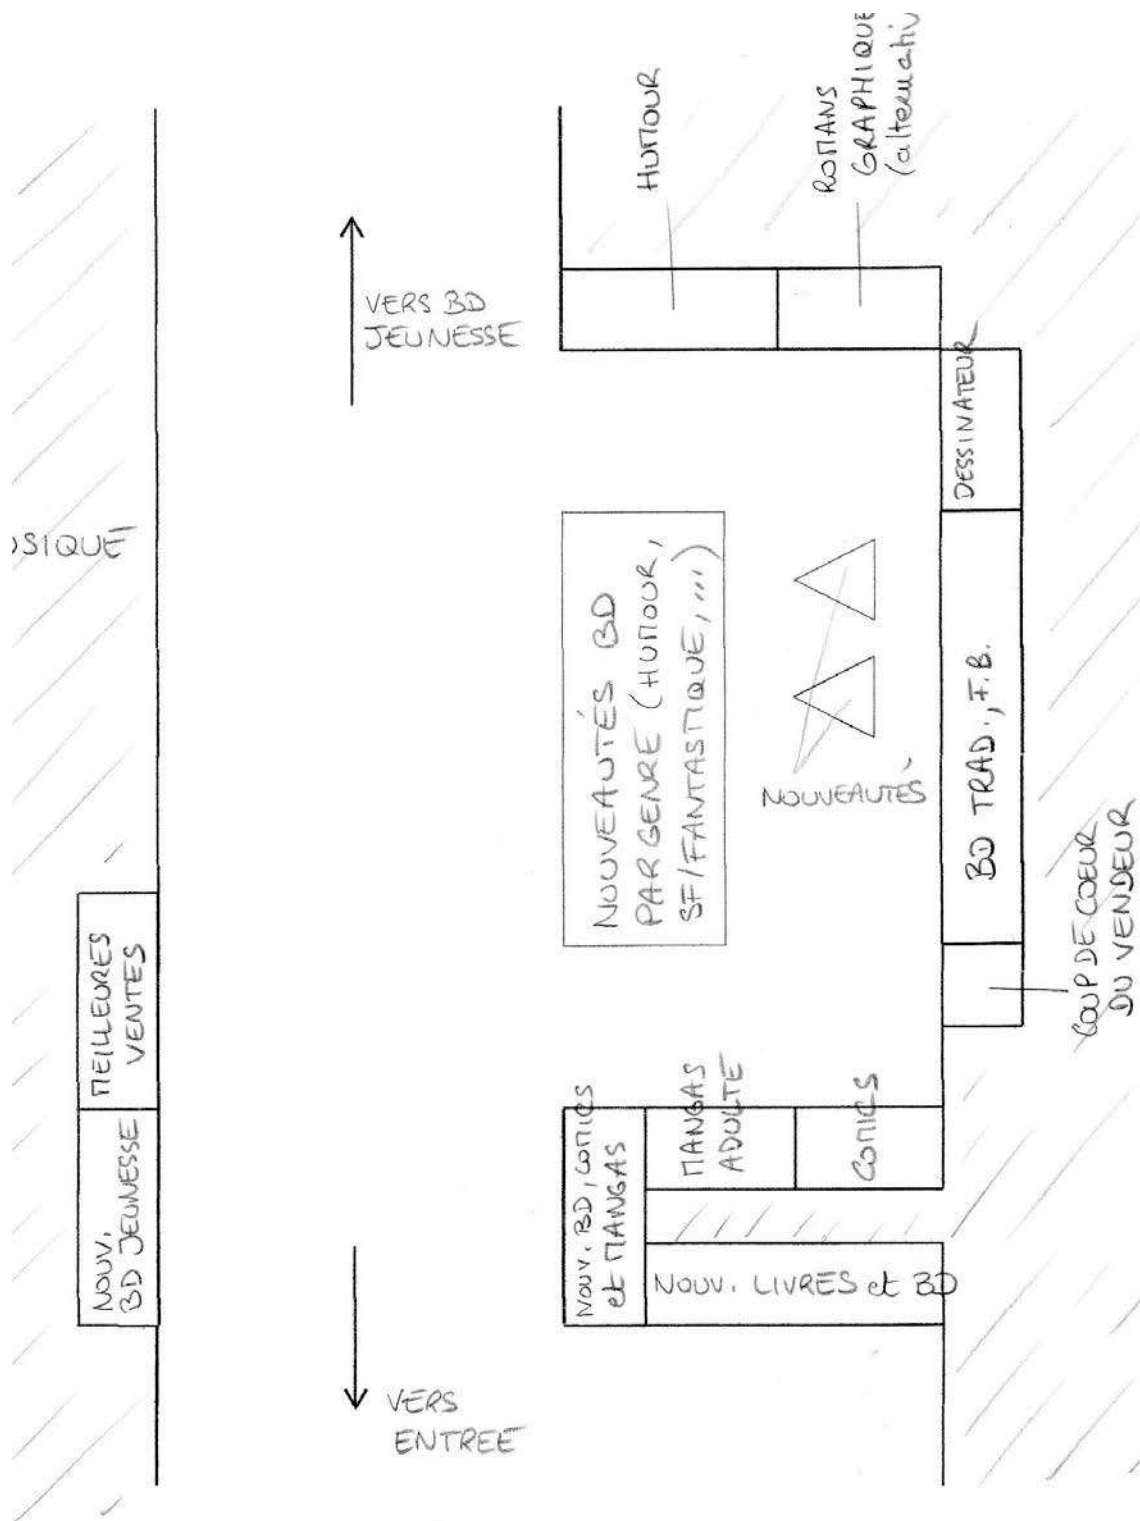 HUMOUR
ROMANS
GRAPHIQUE
(alternativ
VERS BD
JEUNESSE
DESSINATEUR
SIQUE
NOUVEAUTÉS BD
PAR GENRE (HUMOUR,
SF/FANTASTIQUE,...)
NOUVEAUTÉS
BD TRAD., F.B.
COUP DE COEUR
DU VENDEUR
MEILLEURES
VENTES
NOUV.
BD JEUNESSE
NOUV. BD, COMICS
et MANGAS
MANGAS
ADULTE
COMICS
NOUV. LIVRES et BD
VERS
ENTREE